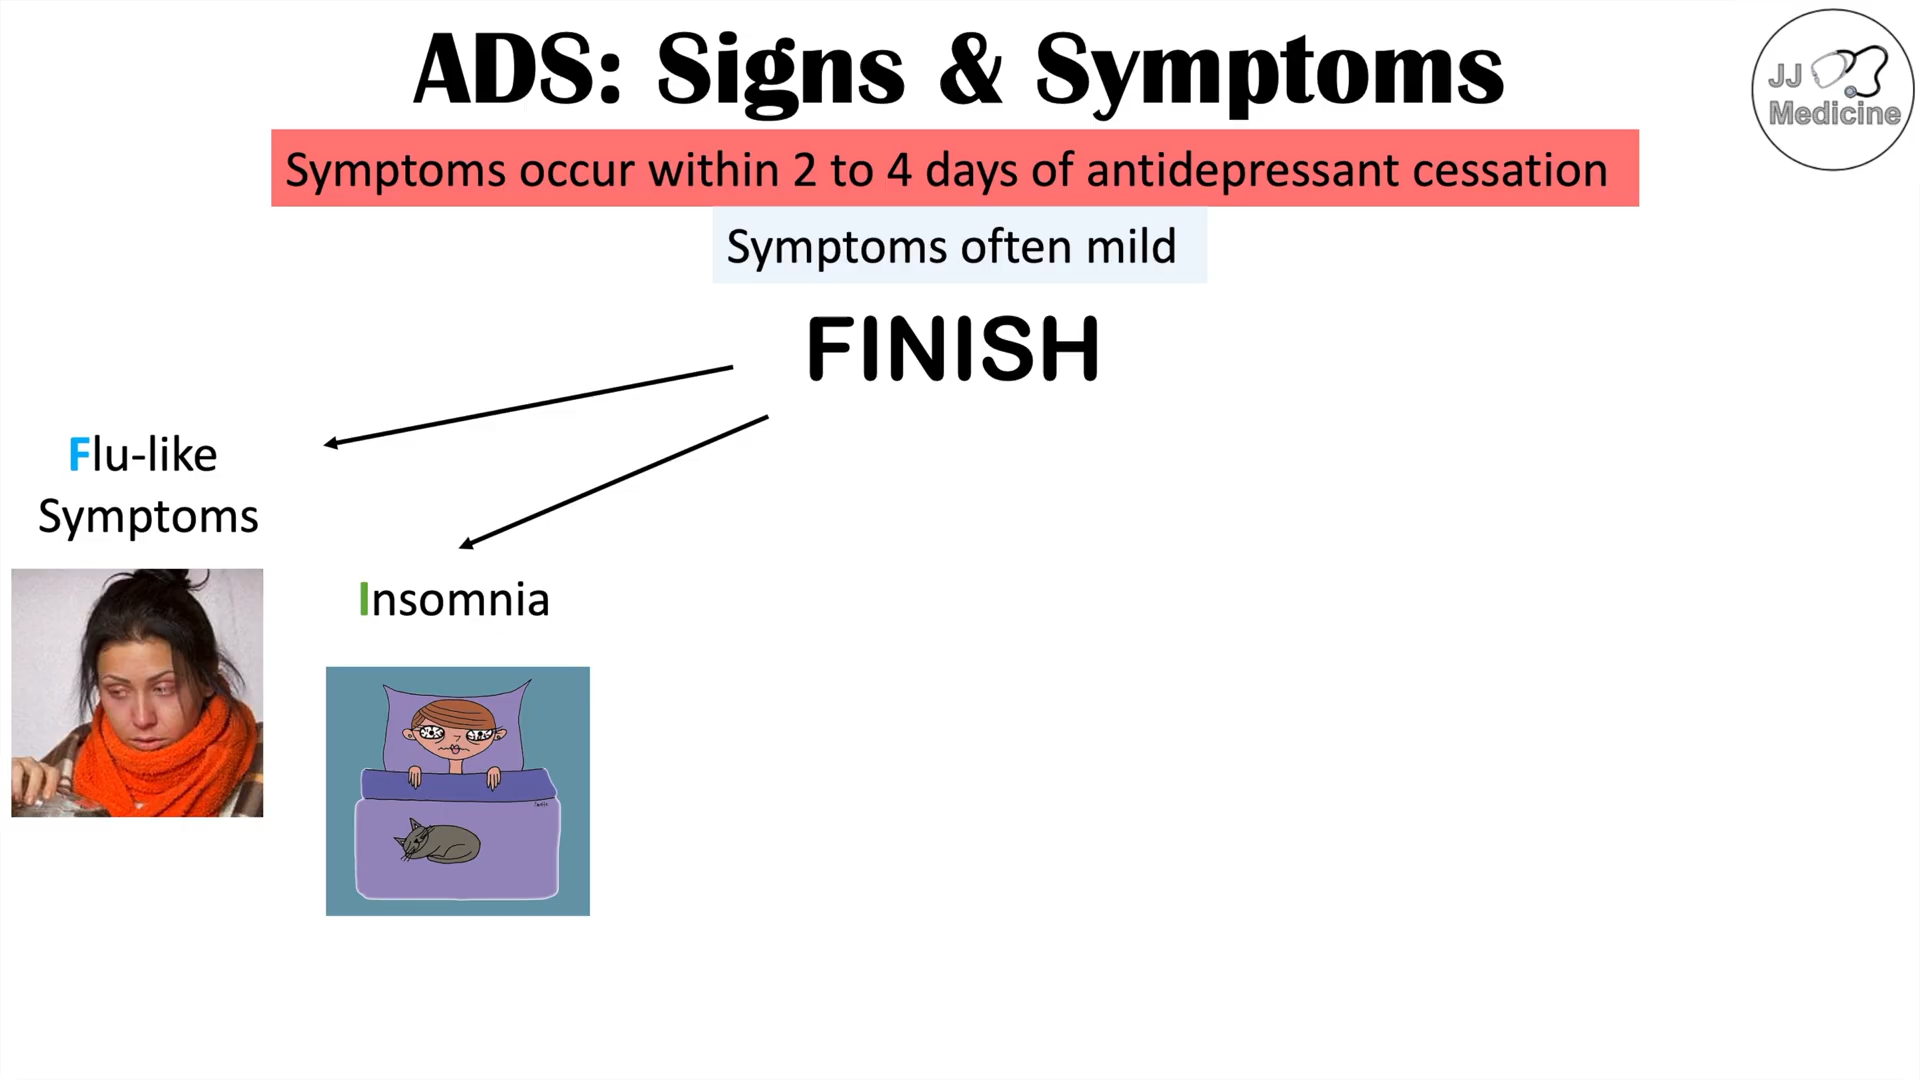 ADS: Signs & Symptoms
JJ
Medicine
Symptoms occur within 2 to 4 days of antidepressant cessation
Symptoms often mild
FINISH
Flu-like
Symptoms
Insomnia